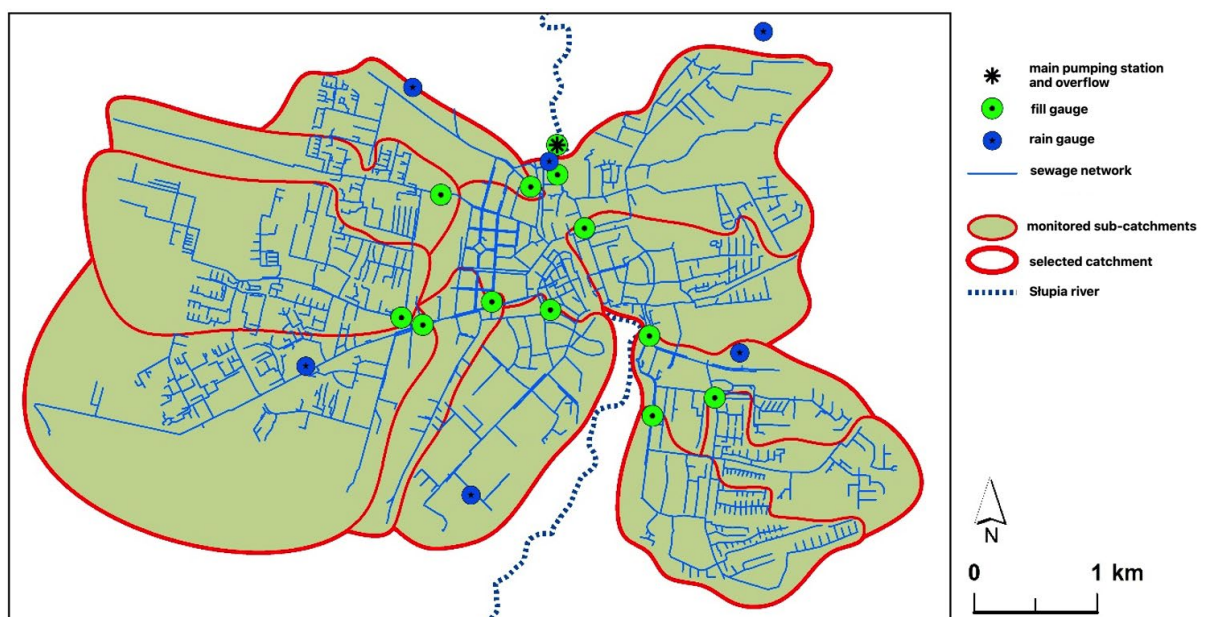 main pumping station
and overflow
fill gauge
rain gauge
sewage network
monitored sub-catchments
selected catchment
Słupia river
N
0 1 km